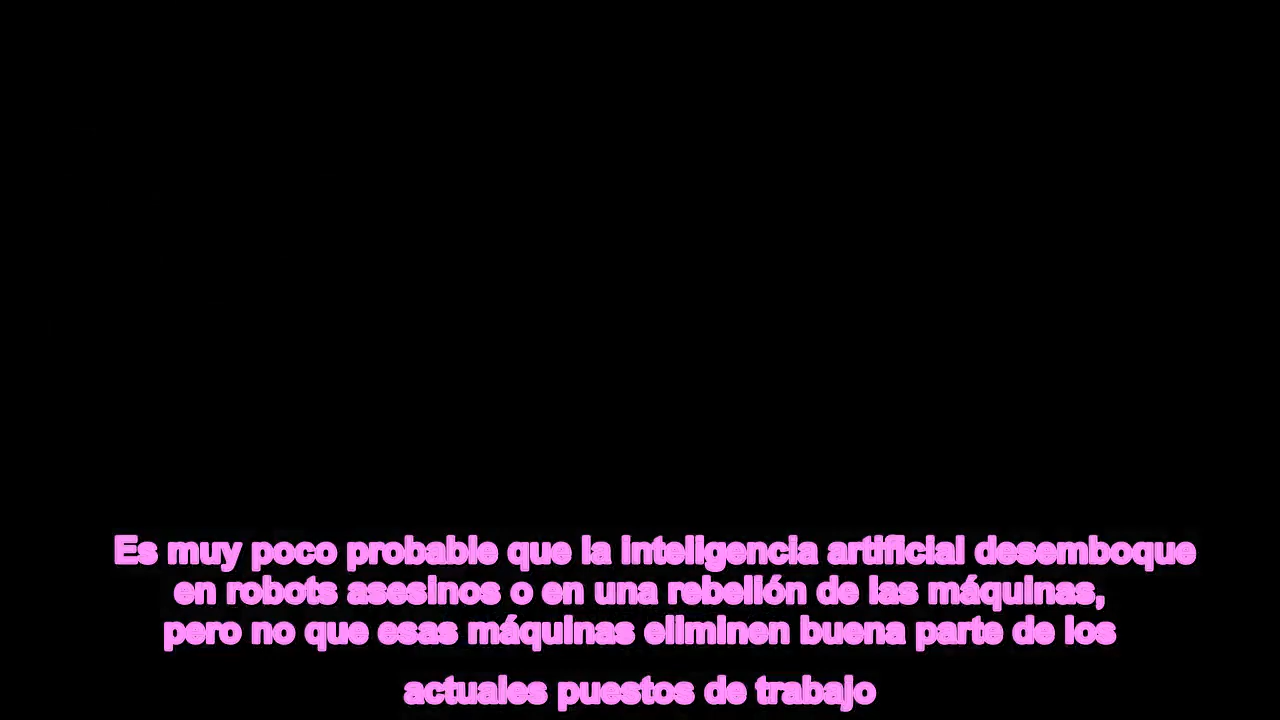 Es muy poco probable que la inteligencia artificial desemboque
en robots asesinos o en una rebelión de las máquinas,
pero no que esas máquinas eliminen buena parte de los
actuales puestos de trabajo